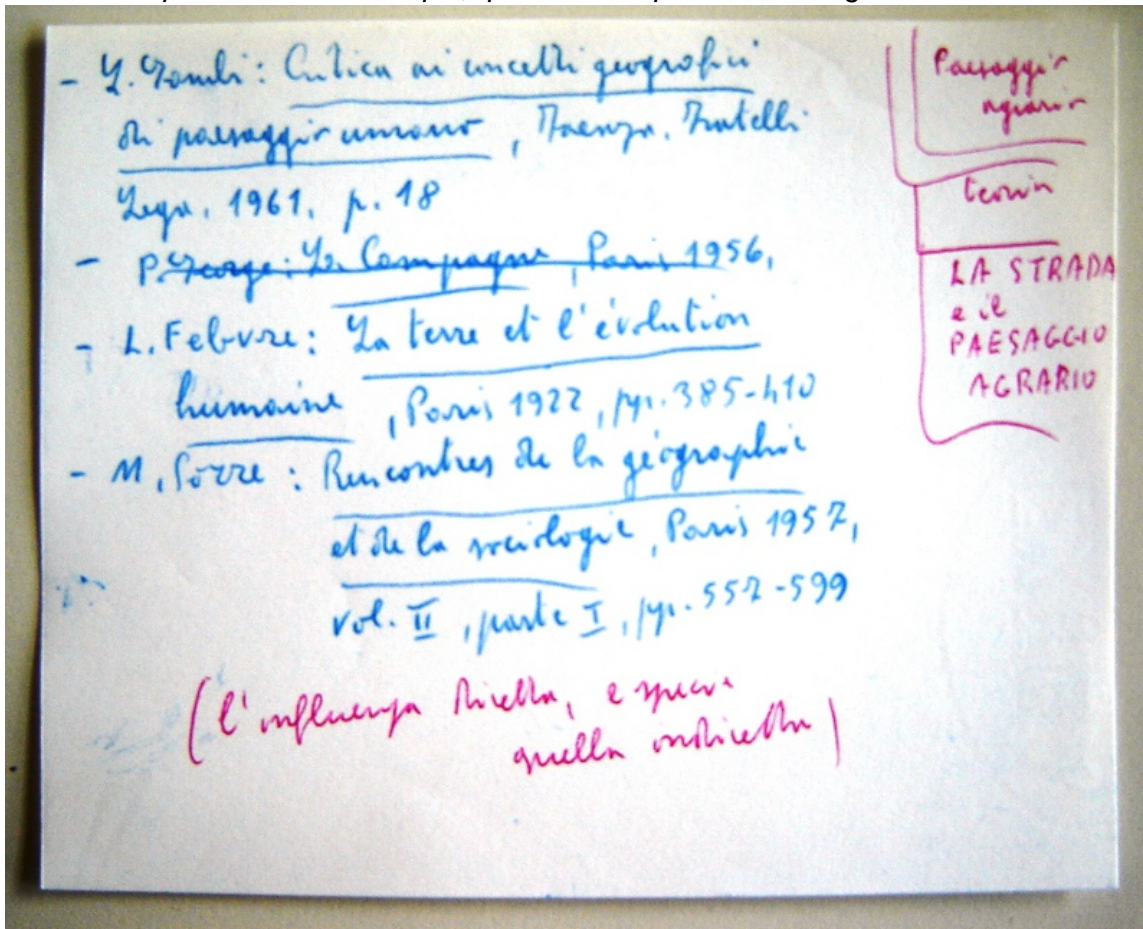 - L. Gambi: Critica ai concetti geografici
di paesaggio umano, Faenza. Fratelli
Lega. 1961. p. 18
- P. George: La Campagne, Paris 1956,
- L. Febvre: La terre et l'évolution
humaine, Paris 1922, pp. 385-410
- M. Sorre: Rencontres de la géographie
et de la sociologie, Paris 1957,
vol. II, parte I, pp. 557-599
(l'influenza diretta, e spesso
quella indiretta)
Paesaggio
agrario
teoria
LA STRADA
e il
PAESAGGIO
AGRARIO